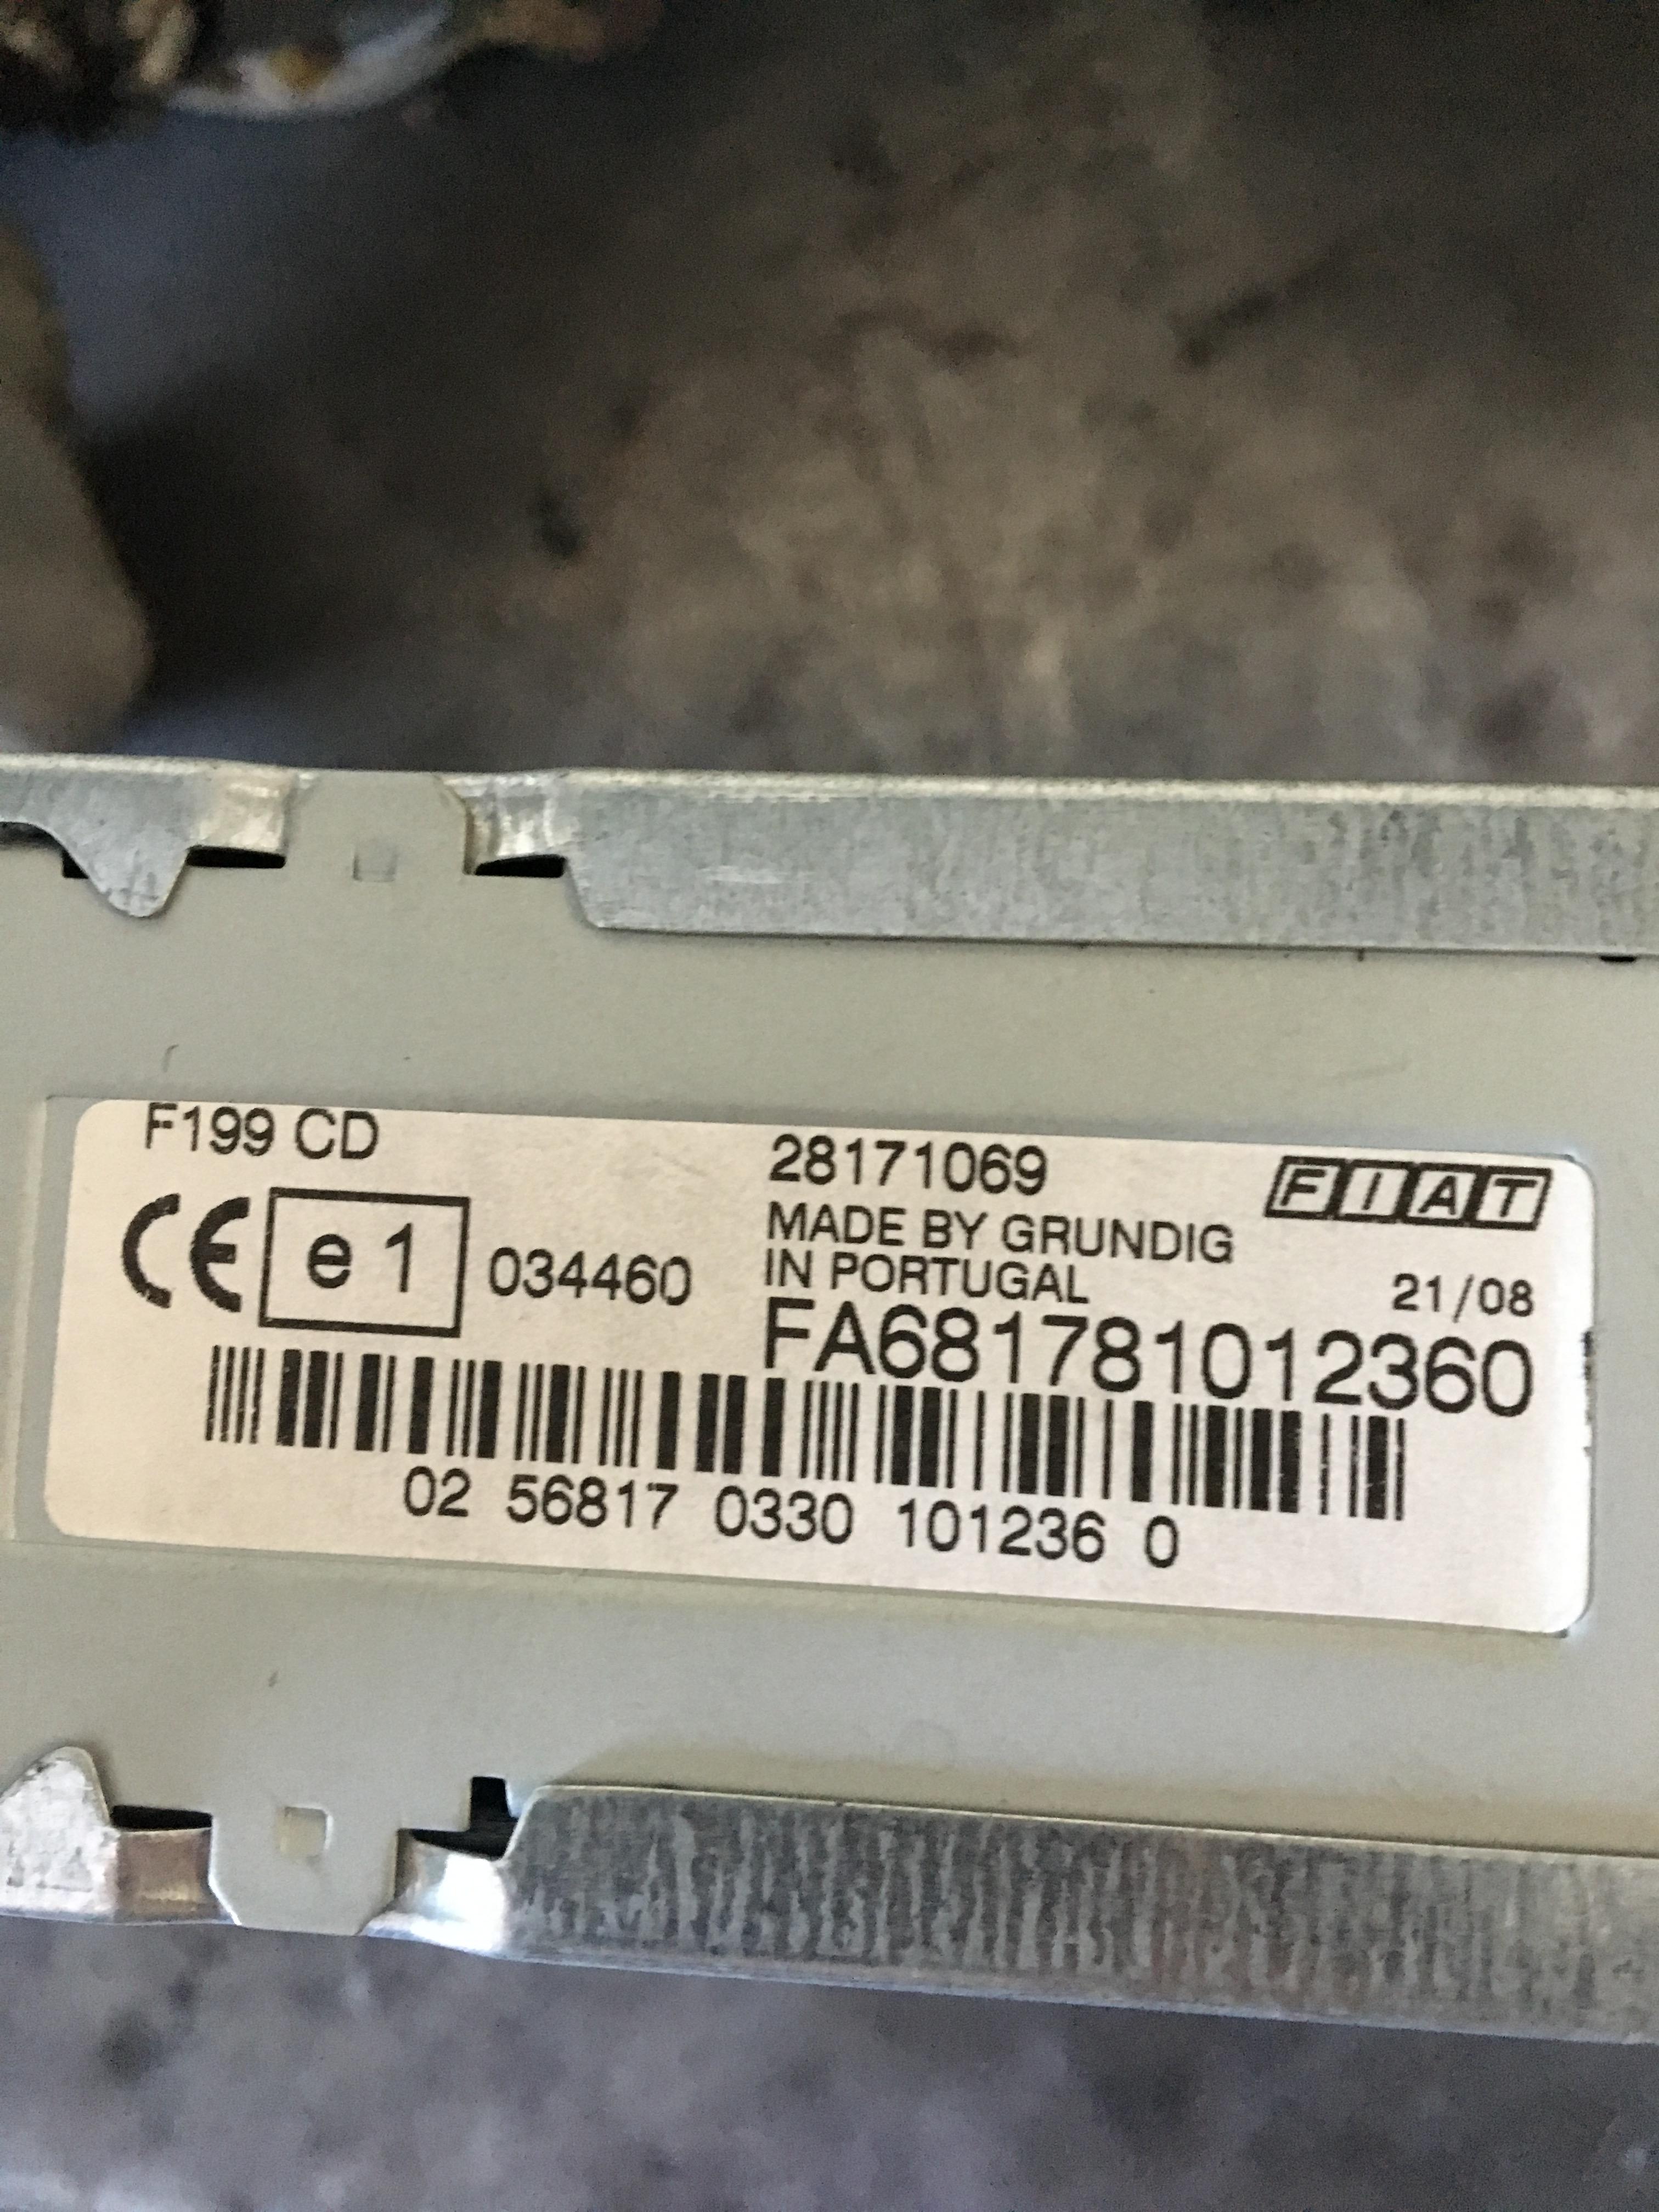 F199 CD
28171069
FIAT
CE e1 034460
MADE BY GRUNDIG
IN PORTUGAL
21/08
FA681781012360
02 56817 0330 101236 0